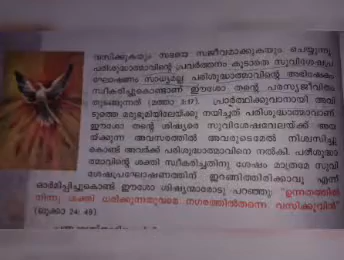 വസിക്കുകയും സഭയെ സജീവമാക്കുകയും ചെയ്യുന്നു.
പരിശുദ്ധാത്മാവിന്റെ പ്രവർത്തനം കൂടാതെ സുവിശേഷപ്ര
ഘോഷണം സാധ്യമല്ല പരിശുദ്ധാത്മാവിന്റെ അഭിഷേകം
സ്വീകരിച്ചുകൊണ്ടാണ് ഈശോ തന്റെ പരസ്യജീവിതം
തുടങ്ങുന്നത് (മത്താ 3:17). പ്രാർത്ഥിക്കുവാനായി അവി
ടുത്തെ മരുഭൂമിയിലേയ്ക്കു നയിച്ചത് പരിശുദ്ധാത്മാവാണ്
ഈശോ തന്റെ ശിഷ്യരെ സുവിശേഷവേലയ്ക്ക് അയ
യ്ക്കുന്ന അവസരത്തിൽ അവരുടെമേൽ നിശ്വസിച്ചു
കൊണ്ട് അവർക്ക് പരിശുദ്ധാത്മാവിനെ നൽകി. പരിശുദ്ധാ
ത്മാവിന്റെ ശക്തി സ്വീകരിച്ചതിനു ശേഷം മാത്രമേ സുവി
ശേഷപ്രഘോഷണത്തിന് ഇറങ്ങിത്തിരിക്കാവൂ എന്ന്
ഓർമിപ്പിച്ചുകൊണ്ടു ഈശോ ശിഷ്യന്മാരോടു പറഞ്ഞു: "ഉന്നതത്തിൽ
നിന്നു ശക്തി ധരിക്കുന്നതുവരെ നഗരത്തിൽതന്നെ വസിക്കുവിൻ"
(ലൂക്കാ 24: 49).